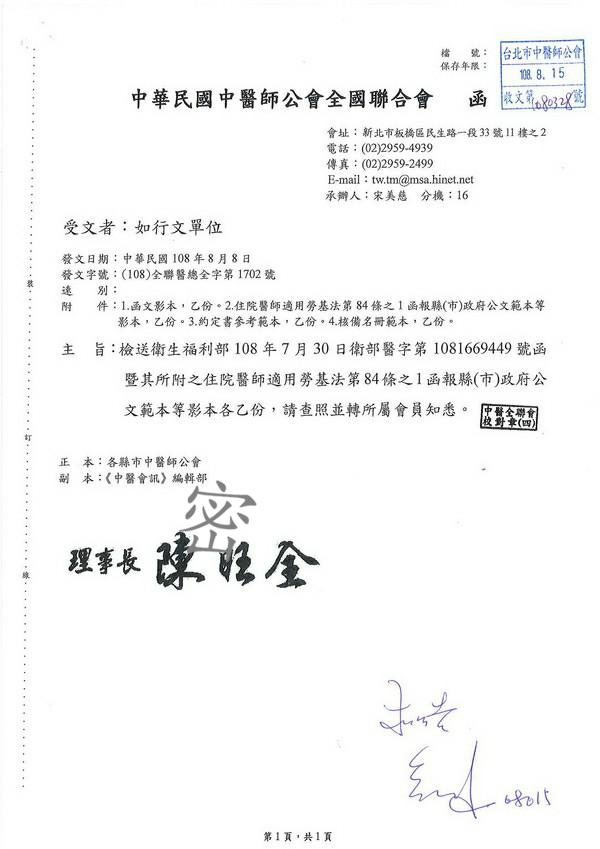 檔　　號：
保存年限：
台北市中醫師公會
108.8.15
收文第1080328號
中華民國中醫師公會全國聯合會　函
會址：新北市板橋區民生路一段33號11樓之2
電話：(02)2959-4939
傳真：(02)2959-2499
E-mail：tw.tm@msa.hinet.net
承辦人：宋美慈　分機：16
受文者：如行文單位
發文日期：中華民國108年8月8日
發文字號：(108)全聯醫總全字第1702號
速　　別：
附　　件：1.函文影本，乙份。2.住院醫師適用勞基法第84條之1函報縣(市)政府公文範本等
影本，乙份。3.約定書參考範本，乙份。4.核備名冊範本，乙份。
主　旨：檢送衛生福利部108年7月30日衛部醫字第1081669449號函
暨其所附之住院醫師適用勞基法第84條之1函報縣(市)政府公
文範本等影本各乙份，請查照並轉所屬會員知悉。
中醫全聯會
校對章(四)
正　本：各縣市中醫師公會
副　本：《中醫會訊》編輯部
密
理事長 陳旺全
裝
訂
線
08015
第1頁，共1頁